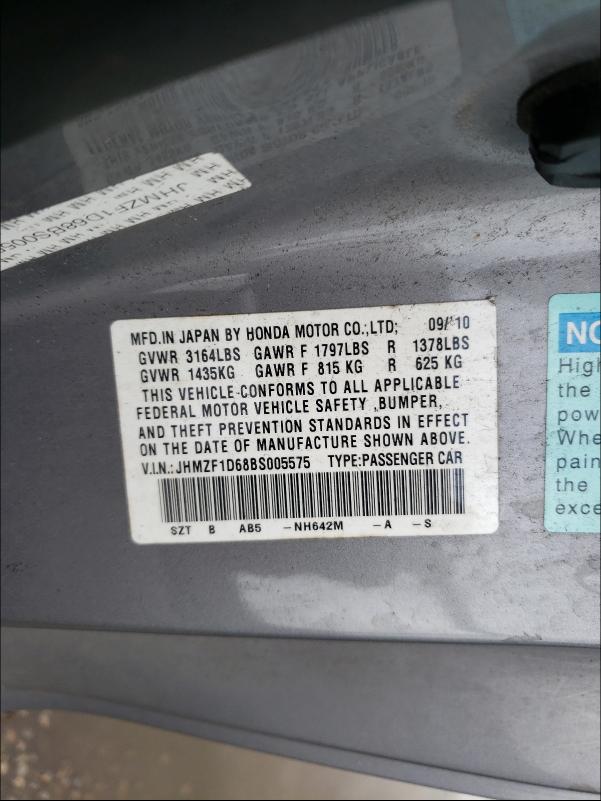 JHMZF1D68BS005
MFD.IN JAPAN BY HONDA MOTOR CO.,LTD; 09/10
GVWR 3164LBS GAWR F 1797LBS R 1378LBS
GVWR 1435KG GAWR F 815 KG R 625 KG
THIS VEHICLE CONFORMS TO ALL APPLICABLE
FEDERAL MOTOR VEHICLE SAFETY ,BUMPER,
AND THEFT PREVENTION STANDARDS IN EFFECT
ON THE DATE OF MANUFACTURE SHOWN ABOVE.
V.I.N.: JHMZF1D68BS005575 TYPE:PASSENGER CAR
SZT B AB5 -NH642M -A -S
NO
High
the
pow
Whe
pain
the
exce